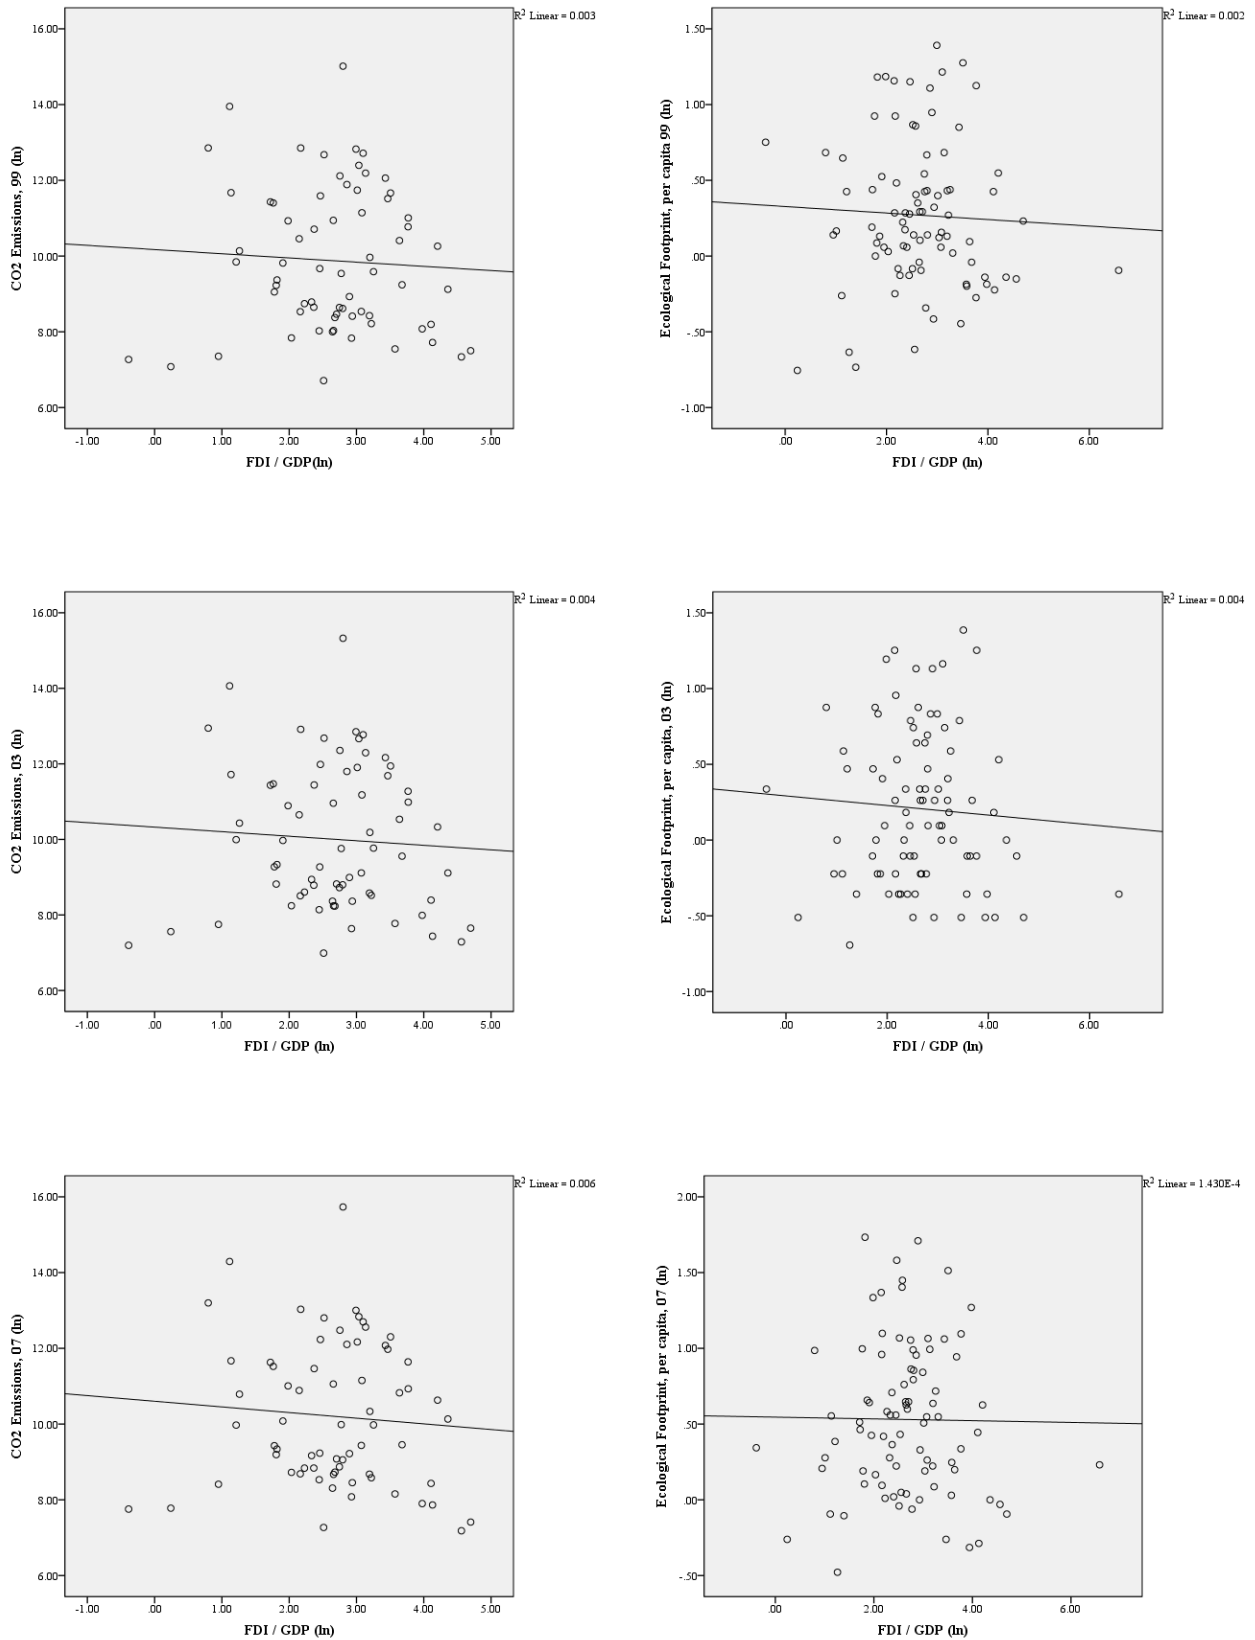 R² Linear = 0.003
16.00
14.00
12.00
10.00
8.00
6.00
CO2 Emissions, 99 (ln)
-1.00 .00 1.00 2.00 3.00 4.00 5.00
FDI / GDP(ln)
R² Linear = 0.002
1.50
1.00
.50
.00
-.50
-1.00
Ecological Footprint, per capita 99 (ln)
.00 2.00 4.00 6.00
FDI / GDP (ln)
R² Linear = 0.004
16.00
14.00
12.00
10.00
8.00
6.00
CO2 Emissions, 03 (ln)
-1.00 .00 1.00 2.00 3.00 4.00 5.00
FDI / GDP (ln)
R² Linear = 0.004
1.50
1.00
.50
.00
-.50
-1.00
Ecological Footprint, per capita, 03 (ln)
.00 2.00 4.00 6.00
FDI / GDP (ln)
R² Linear = 0.006
16.00
14.00
12.00
10.00
8.00
6.00
CO2 Emissions, 07 (ln)
-1.00 .00 1.00 2.00 3.00 4.00 5.00
FDI / GDP (ln)
R² Linear = 1.430E-4
2.00
1.50
1.00
.50
.00
-.50
Ecological Footprint, per capita, 07 (ln)
.00 2.00 4.00 6.00
FDI / GDP (ln)